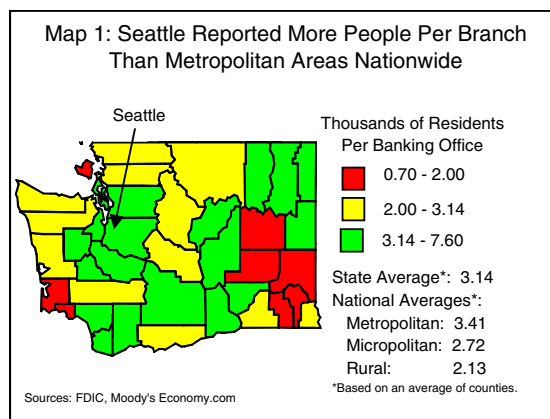 Map 1: Seattle Reported More People Per Branch
Than Metropolitan Areas Nationwide
Seattle
Thousands of Residents
Per Banking Office
0.70 - 2.00
2.00 - 3.14
3.14 - 7.60
State Average*: 3.14
National Averages*:
Metropolitan: 3.41
Micropolitan: 2.72
Rural: 2.13
*Based on an average of counties.
Sources: FDIC, Moody's Economy.com